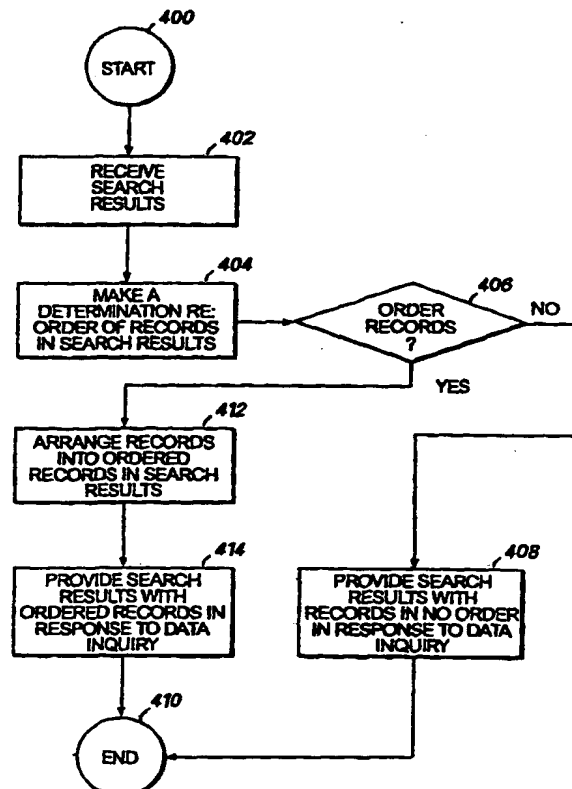 400
START
402
RECEIVE
SEARCH
RESULTS
404
MAKE A
DETERMINATION RE:
ORDER OF RECORDS
IN SEARCH RESULTS
406
ORDER
RECORDS
?
NO
YES
412
ARRANGE RECORDS
INTO ORDERED
RECORDS IN SEARCH
RESULTS
414
PROVIDE SEARCH
RESULTS WITH
ORDERED RECORDS IN
RESPONSE TO DATA
INQUIRY
408
PROVIDE SEARCH
RESULTS WITH
RECORDS IN NO ORDER
IN RESPONSE TO DATA
INQUIRY
410
END